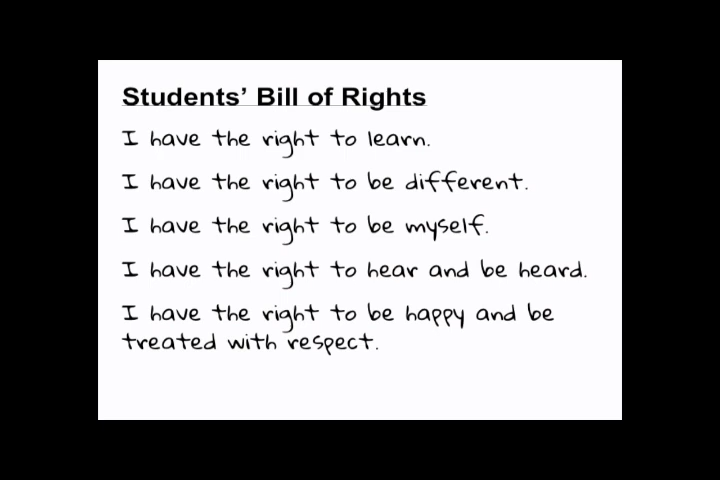 Students’ Bill of Rights
I have the right to learn.
I have the right to be different.
I have the right to be myself.
I have the right to hear and be heard.
I have the right to be happy and be
treated with respect.